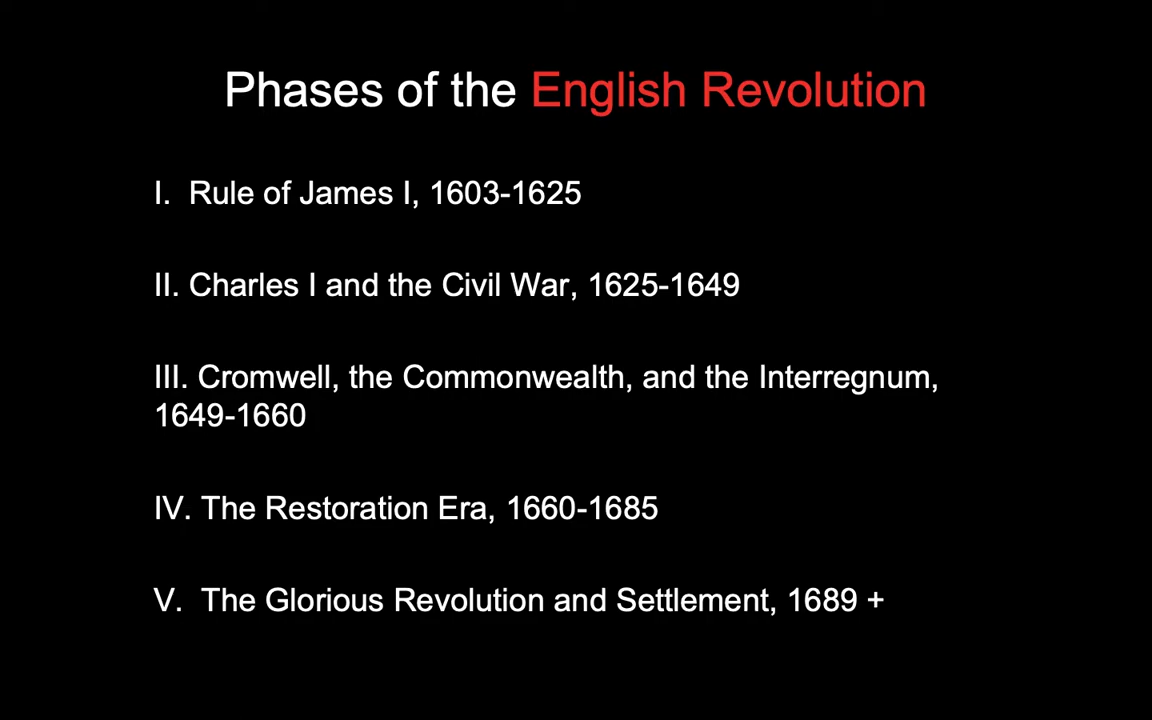 Phases of the English Revolution
I. Rule of James I, 1603-1625
II. Charles I and the Civil War, 1625-1649
III. Cromwell, the Commonwealth, and the Interregnum,
1649-1660
IV. The Restoration Era, 1660-1685
V. The Glorious Revolution and Settlement, 1689 +